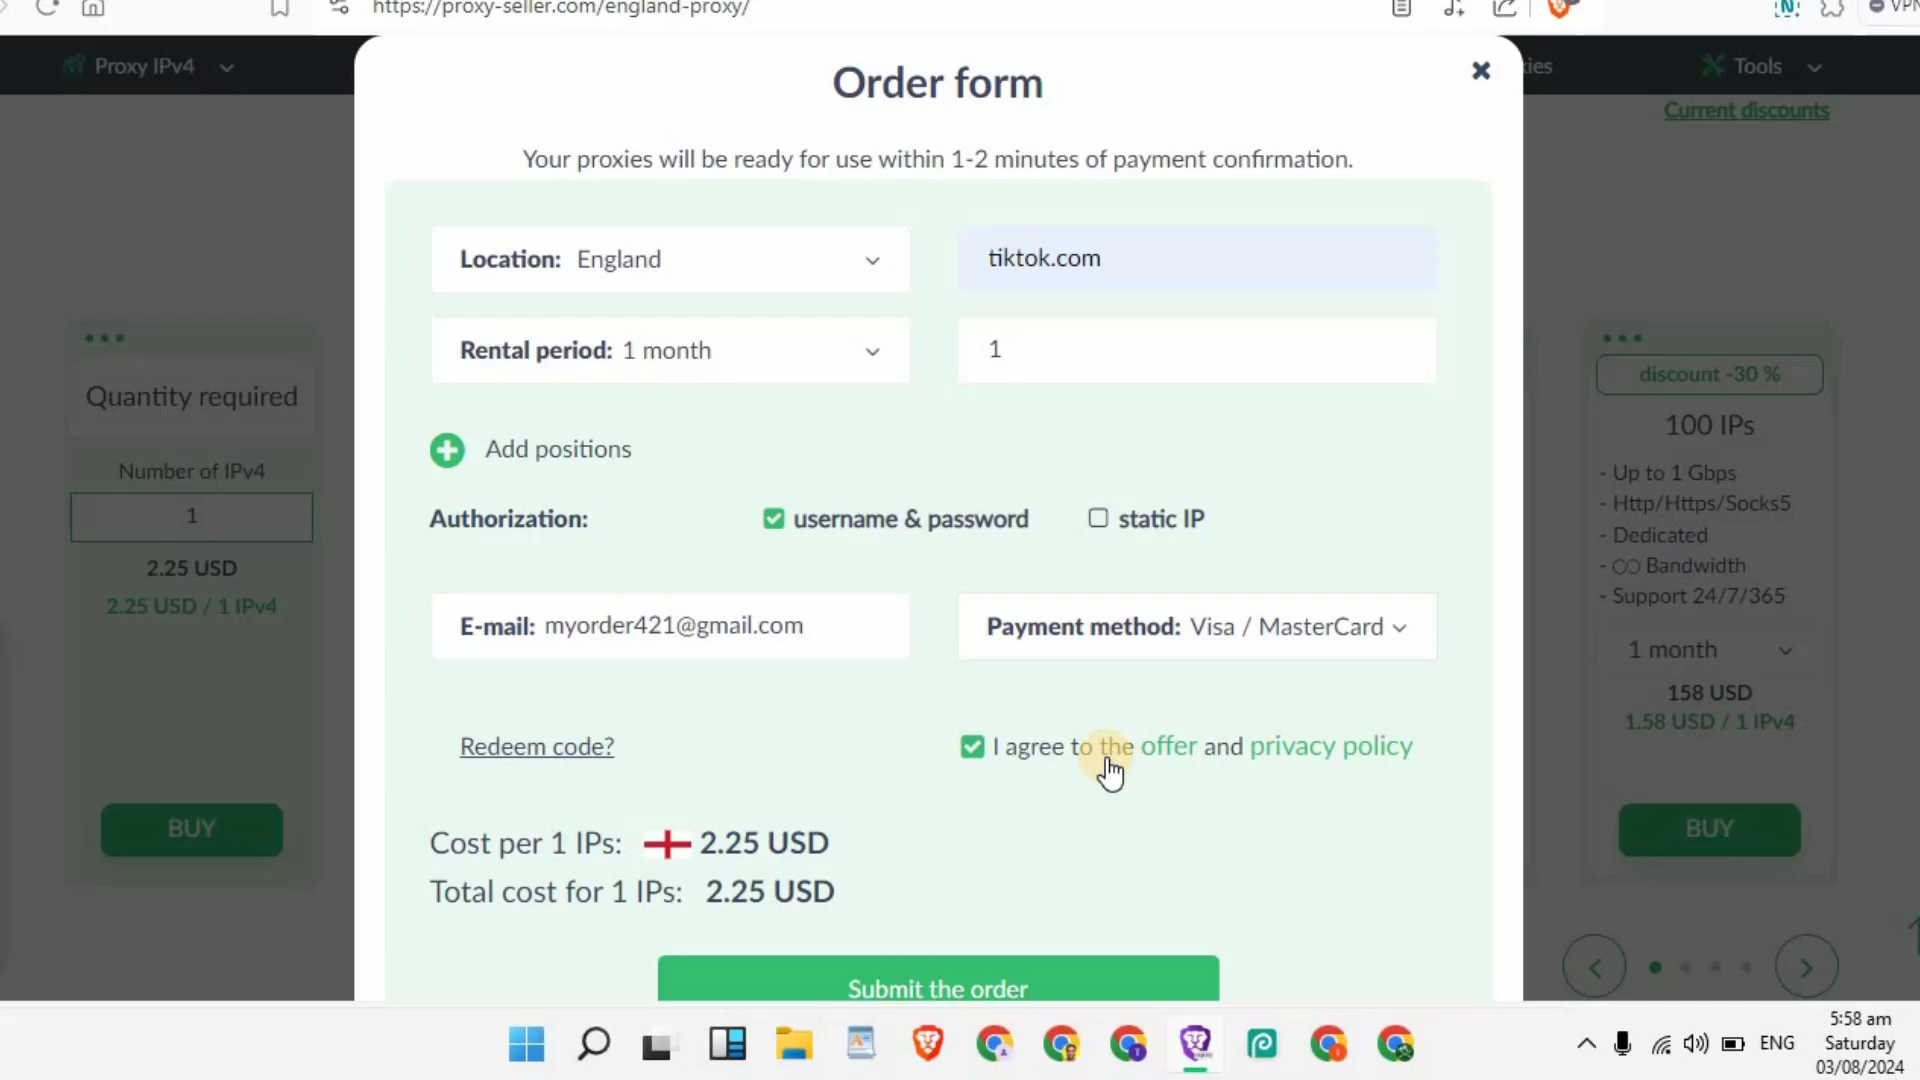 https://proxy-seller.com/england-proxy/
VPN
Proxy IPv4
Tools
Current discounts
Order form
Your proxies will be ready for use within 1-2 minutes of payment confirmation.
Location: England
tiktok.com
Rental period: 1 month
1
Add positions
Authorization:
username & password
static IP
E-mail: myorder421@gmail.com
Payment method: Visa / MasterCard
Redeem code?
I agree to the offer and privacy policy
Cost per 1 IPs: 2.25 USD
Total cost for 1 IPs: 2.25 USD
Submit the order
Quantity required
Number of IPv4
1
2.25 USD
2.25 USD / 1 IPv4
BUY
discount -30 %
100 IPs
- Up to 1 Gbps
- Http/Https/Socks5
- Dedicated
- ∞ Bandwidth
- Support 24/7/365
1 month
158 USD
1.58 USD / 1 IPv4
BUY
ENG
5:58 am
Saturday
03/08/2024